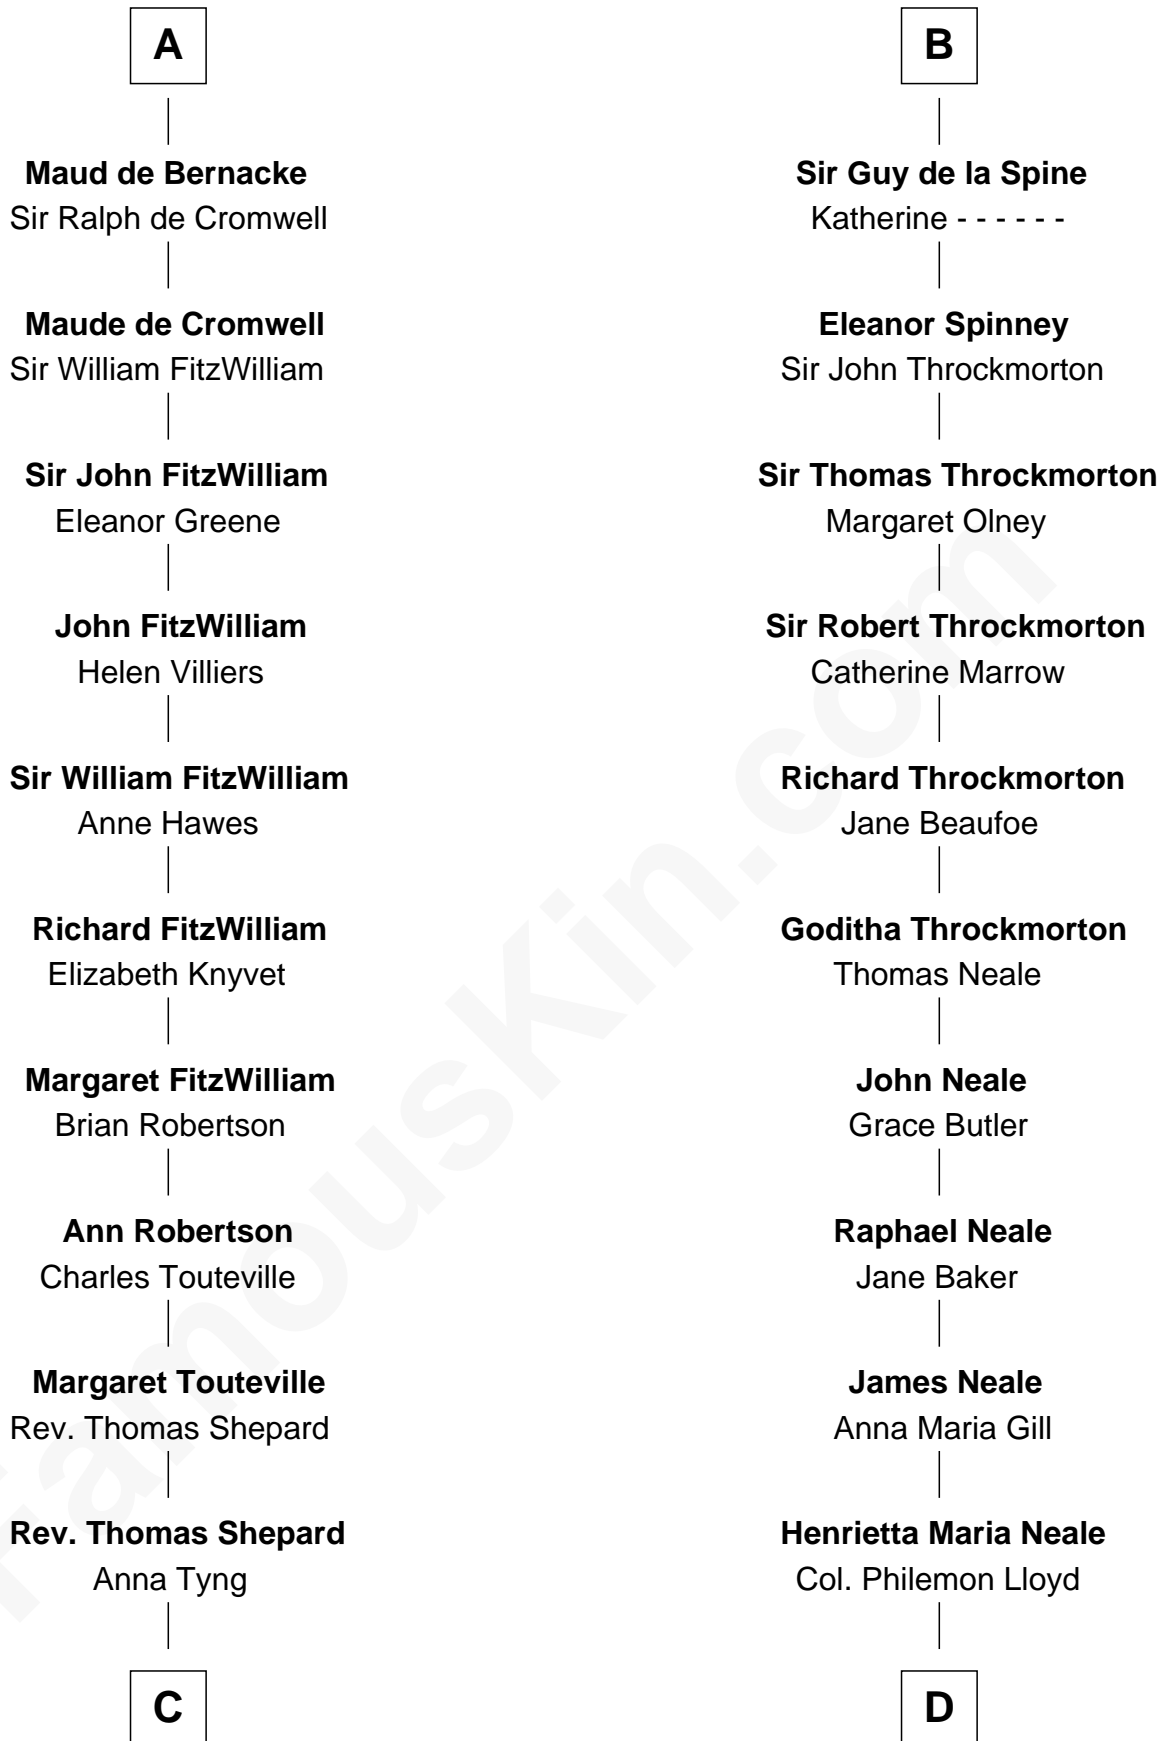 A
Maud de Bernacke
Sir Ralph de Cromwell
Maude de Cromwell
Sir William FitzWilliam
Sir John FitzWilliam
Eleanor Greene
John FitzWilliam
Helen Villiers
Sir William FitzWilliam
Anne Hawes
Richard FitzWilliam
Elizabeth Knyvet
Margaret FitzWilliam
Brian Robertson
Ann Robertson
Charles Touteville
Margaret Touteville
Rev. Thomas Shepard
Rev. Thomas Shepard
Anna Tyng
C
B
Sir Guy de la Spine
Katherine - - - - - -
Eleanor Spinney
Sir John Throckmorton
Sir Thomas Throckmorton
Margaret Olney
Sir Robert Throckmorton
Catherine Marrow
Richard Throckmorton
Jane Beaufoe
Goditha Throckmorton
Thomas Neale
John Neale
Grace Butler
Raphael Neale
Jane Baker
James Neale
Anna Maria Gill
Henrietta Maria Neale
Col. Philemon Lloyd
D
FamousKin.com